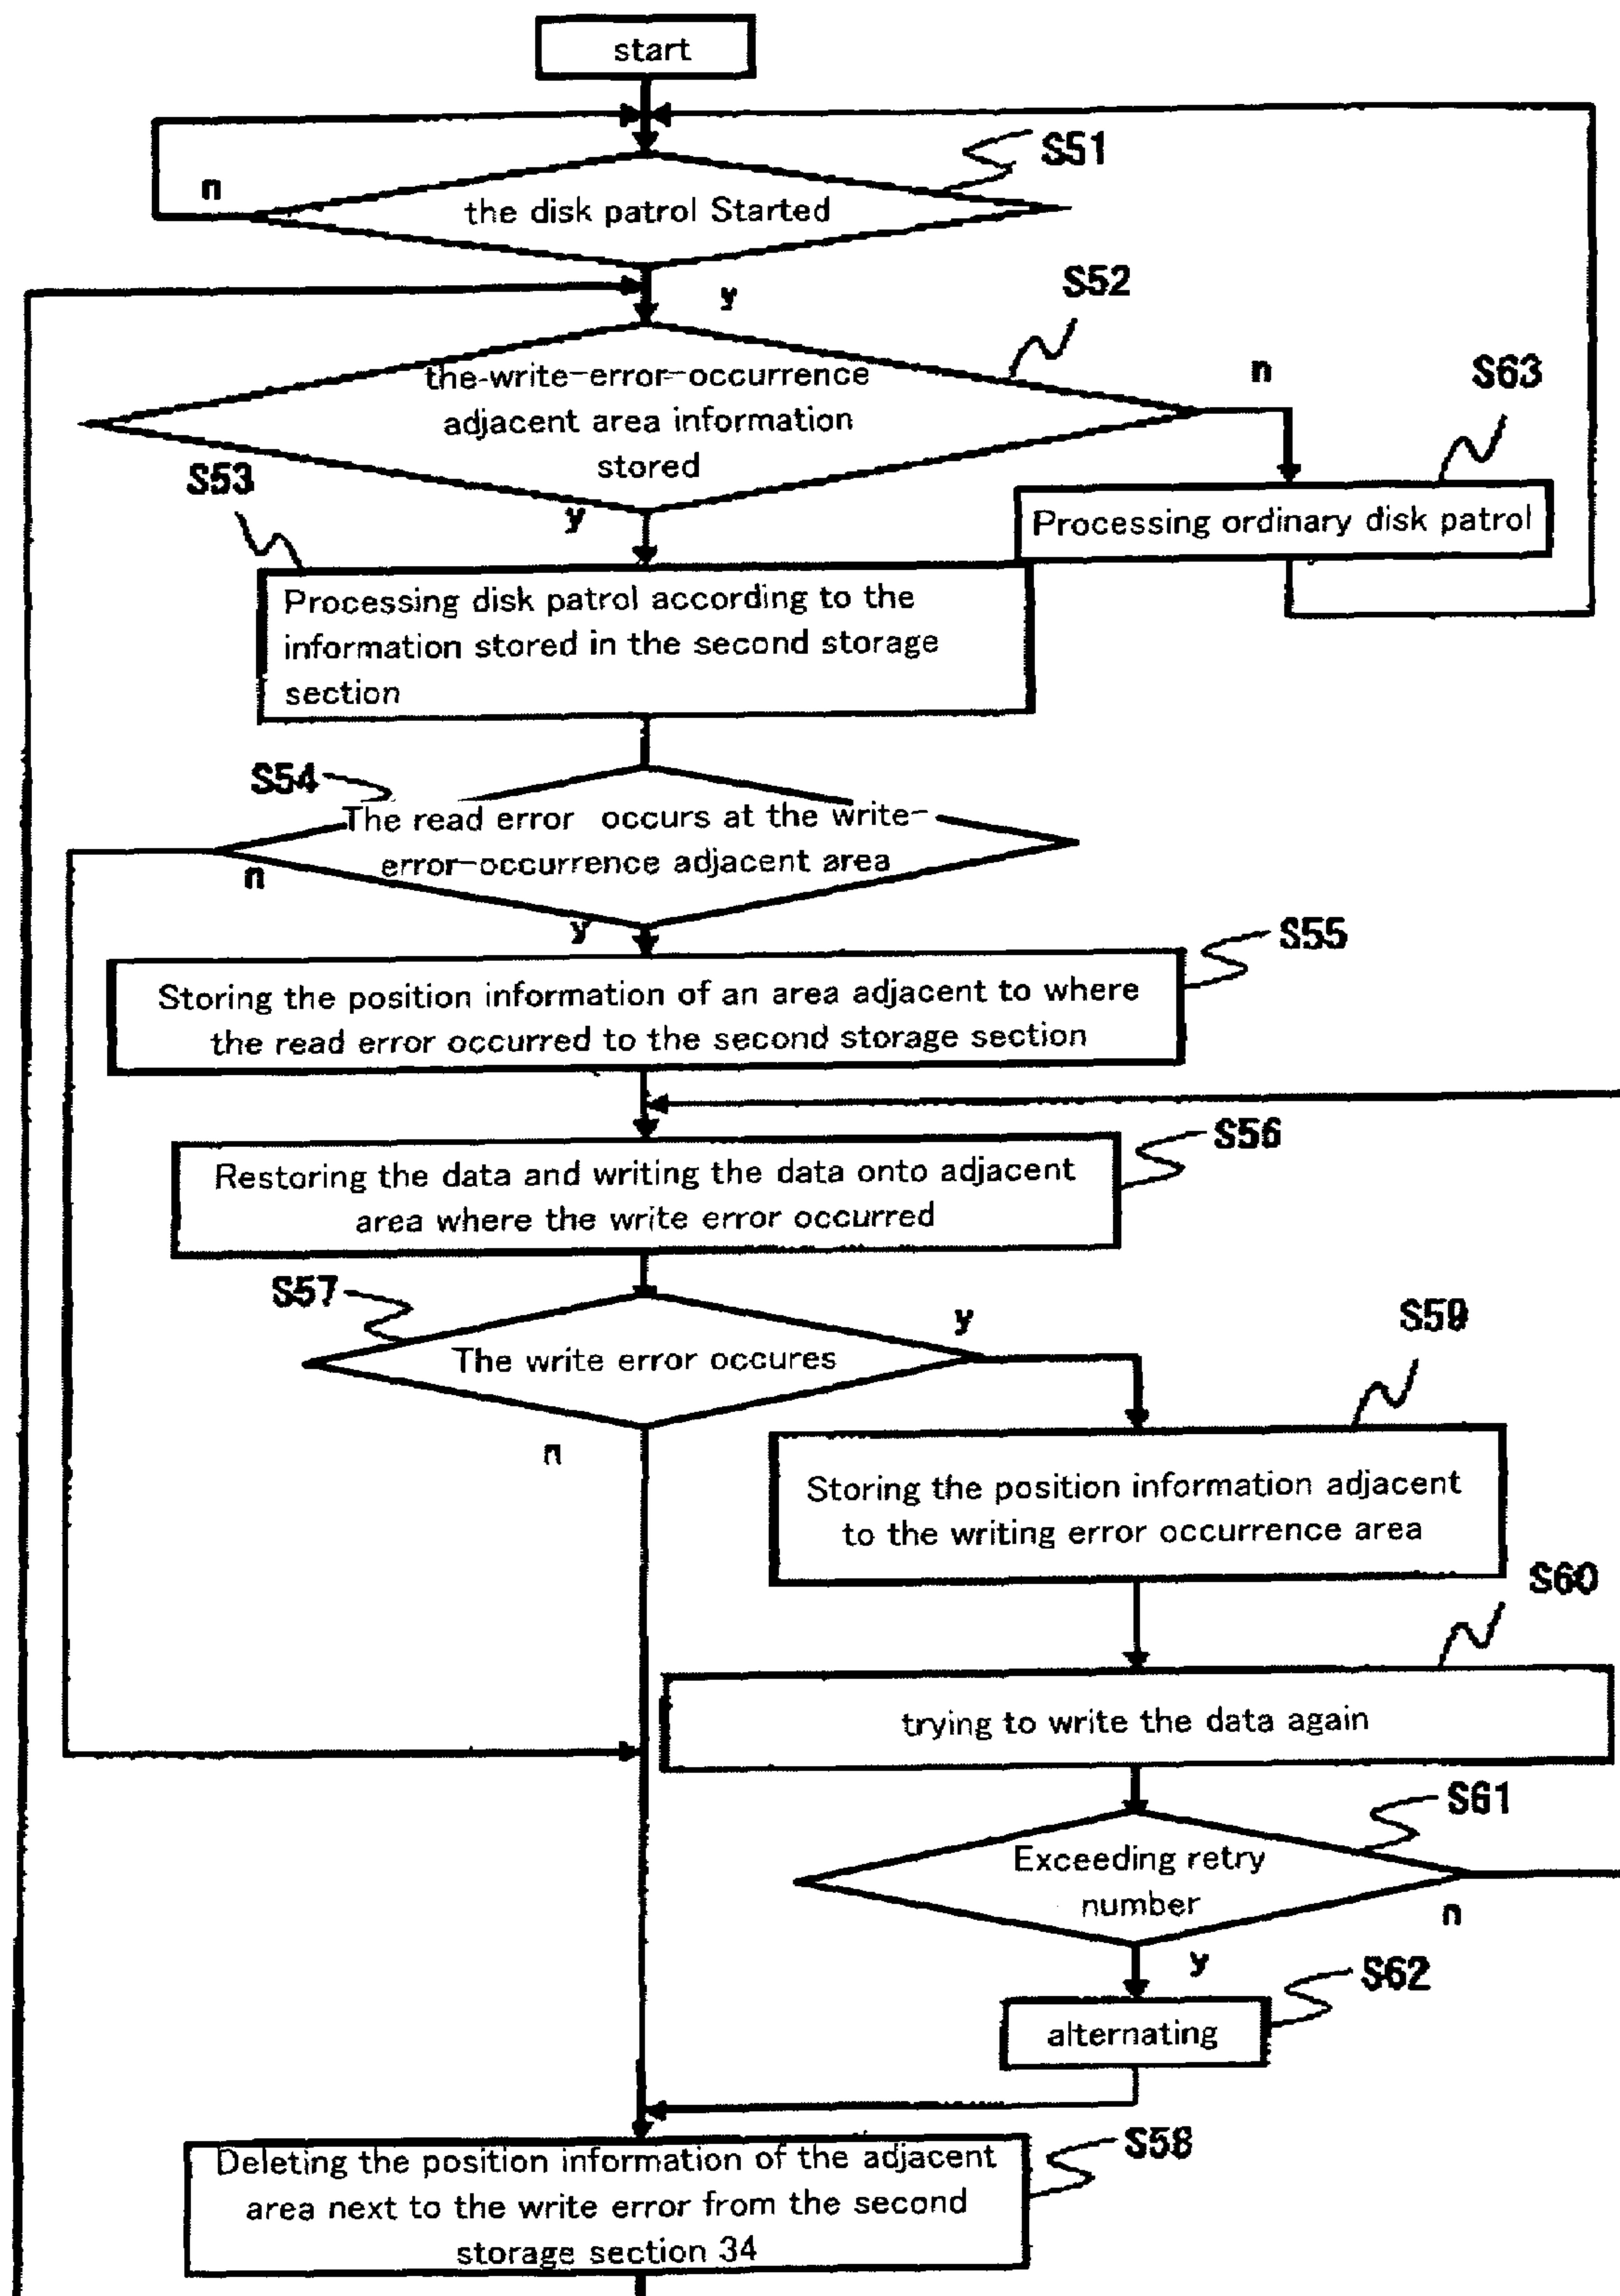 start
S51
n
the disk patrol Started
y
S52
the-write-error-occurrence
adjacent area information
stored
n
S63
S53
y
Processing ordinary disk patrol
Processing disk patrol according to the
information stored in the second storage
section
S54
The read error occurs at the write-
error-occurrence adjacent area
n
y
S55
Storing the position information of an area adjacent to where
the read error occurred to the second storage section
S56
Restoring the data and writing the data onto adjacent
area where the write error occurred
S57
y
S59
The write error occures
n
Storing the position information adjacent
to the writing error occurrence area
S60
trying to write the data again
S61
Exceeding retry
number
n
y
S62
alternating
S58
Deleting the position information of the adjacent
area next to the write error from the second
storage section 34